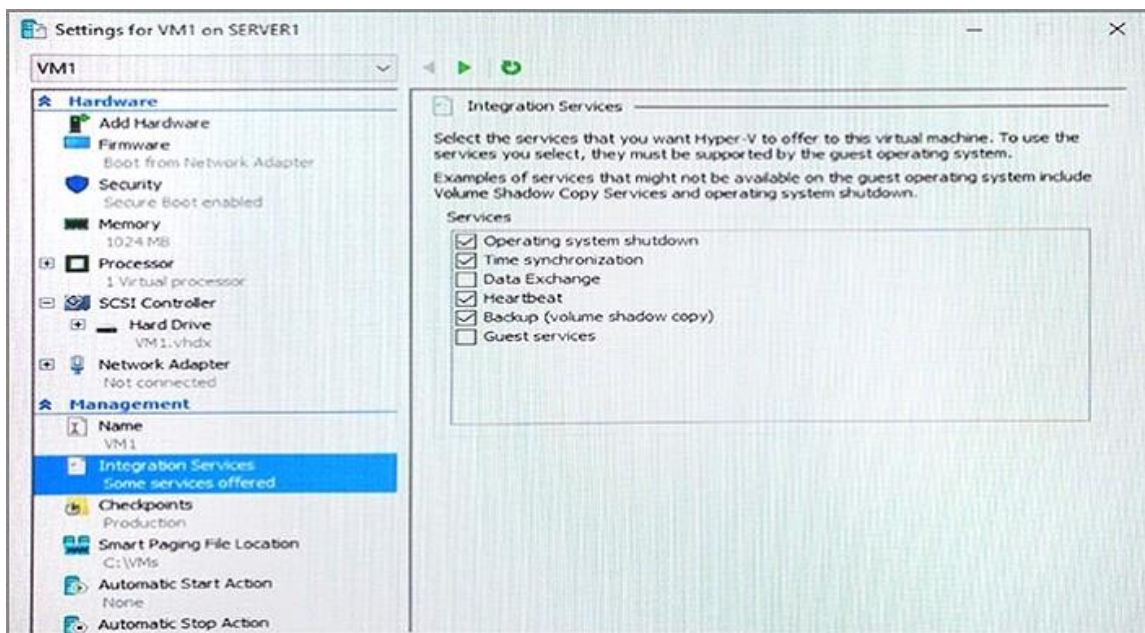 Settings for VM1 on SERVER1
VM1
Hardware
Add Hardware
Firmware
Boot from Network Adapter
Security
Secure Boot enabled
Memory
1024 MB
Processor
1 Virtual processor
SCSI Controller
Hard Drive
VM1.vhdx
Network Adapter
Not connected
Management
Name
VM1
Integration Services
Some services offered
Checkpoints
Production
Smart Paging File Location
C:\VMs
Automatic Start Action
None
Automatic Stop Action
Integration Services
Select the services that you want Hyper-V to offer to this virtual machine. To use the
services you select, they must be supported by the guest operating system.
Examples of services that might not be available on the guest operating system include
Volume Shadow Copy Services and operating system shutdown.
Services
Operating system shutdown
Time synchronization
Data Exchange
Heartbeat
Backup (volume shadow copy)
Guest services